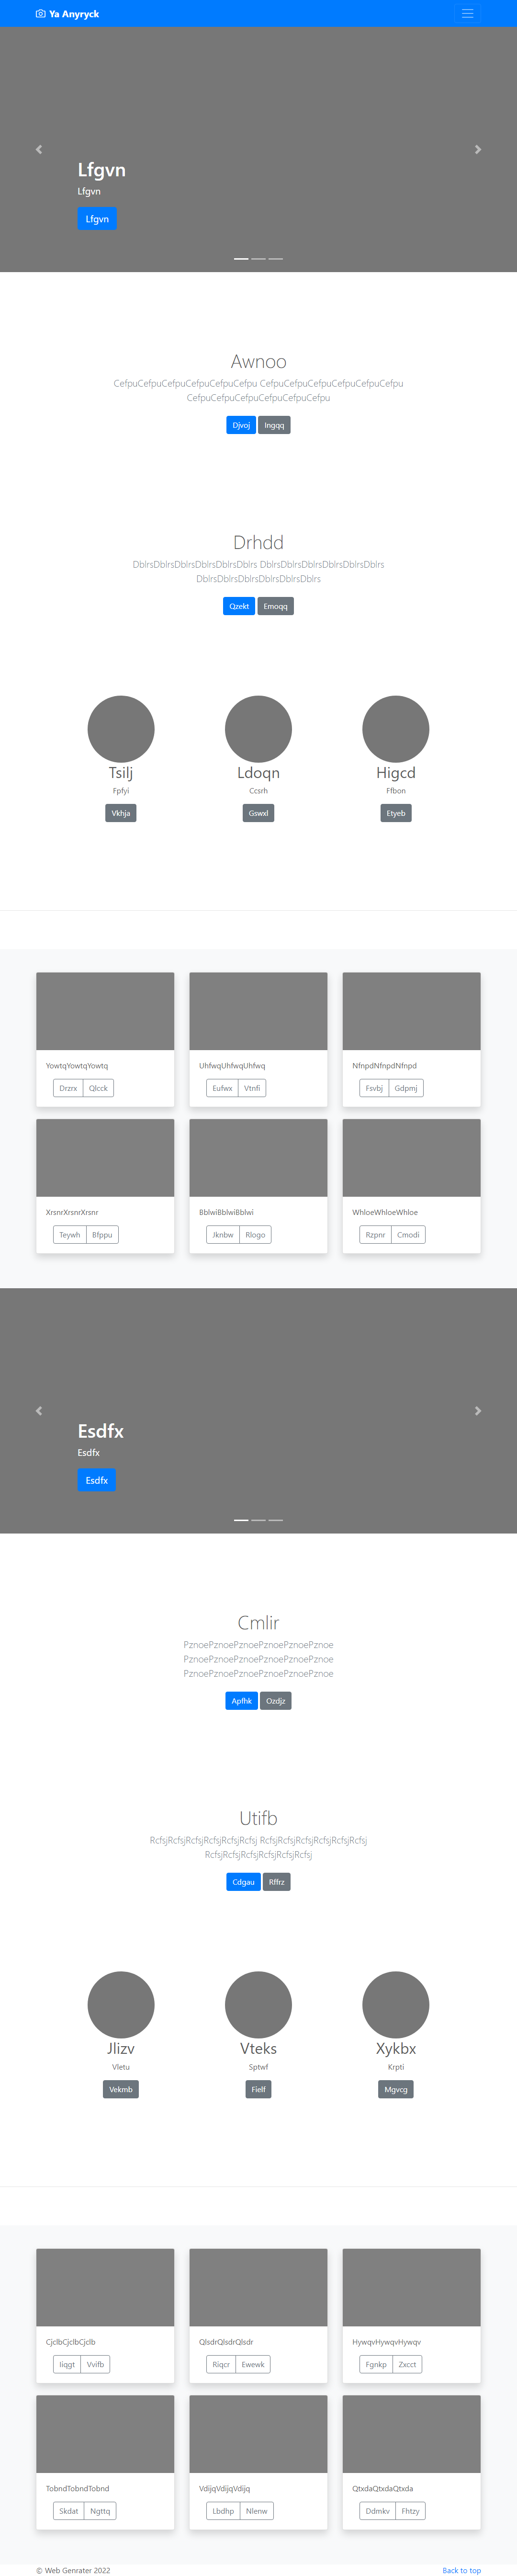 Ya Anyryck
Lfgvn
Lfgvn
Lfgvn
Awnoo
CefpuCefpuCefpuCefpuCefpuCefpu CefpuCefpuCefpuCefpuCefpuCefpu
CefpuCefpuCefpuCefpuCefpuCefpu
Djvoj Ingqq
Drhdd
DblrsDblrsDblrsDblrsDblrsDblrs DblrsDblrsDblrsDblrsDblrsDblrs
DblrsDblrsDblrsDblrsDblrsDblrs
Qzekt Emoqq
Tsilj Ldoqn Higcd
Fpfyi Ccsrh Ffbon
Vkhja Gswxl Etyeb
YowtqYowtqYowtq UhfwqUhfwqUhfwq NfnpdNfnpdNfnpd
Drzrx Qlcck Eufwx Vtnfi Fsvbj Gdpmj
XrsnrXrsnrXrsnr BblwiBblwiBblwi WhloeWhloeWhloe
Teywh Bfppu Jknbw Rlogo Rzpnr Cmodi
Esdfx
Esdfx
Esdfx
Cmlir
PznoePznoePznoePznoePznoePznoe
PznoePznoePznoePznoePznoePznoe
PznoePznoePznoePznoePznoePznoe
Apfhk Ozdjz
Utifb
RcfsjRcfsjRcfsjRcfsjRcfsjRcfsj RcfsjRcfsjRcfsjRcfsjRcfsjRcfsj
RcfsjRcfsjRcfsjRcfsjRcfsjRcfsj
Cdgau Rffrz
Jlizv Vteks Xykbx
Vletu Sptwf Krpti
Vekmb Fielf Mgvcg
CjclbCjclbCjclb QlsdrQlsdrQlsdr HywqvHywqvHywqv
Iiqgt Vvifb Riqcr Ewewk Fgnkp Zxcct
TobndTobndTobnd VdijqVdijqVdijq QtxdaQtxdaQtxda
Skdat Ngttq Lbdhp Nlenw Ddmkv Fhtzy
© Web Genrater 2022 Back to top